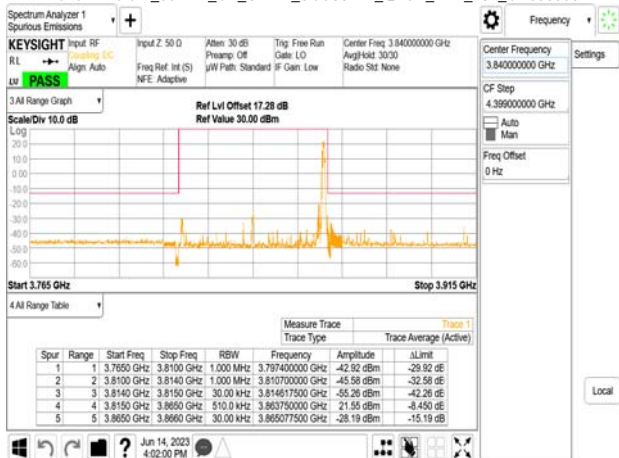 Spectrum Analyzer 1
Spurious Emissions
Frequency
KEYSIGHT Input: RF Input Z: 50 Ω Atten: 30 dB Trig: Free Run Center Freq: 3.840000000 GHz
RL Coupling: DC Preamp: Off Gate: LO Avg|Hold: 30/30
Align: Auto Freq Ref: Int (S) µW Path: Standard IF Gain: Low Radio Std: None
LU PASS NFE: Adaptive
Center Frequency
3.840000000 GHz
Settings
CF Step
4.399000000 GHz
Auto
Man
Freq Offset
0 Hz
3 All Range Graph
Ref Lvl Offset 17.28 dB
Scale/Div 10.0 dB Ref Value 30.00 dBm
Log
20.0
10.0
0.00
-10.0
-20.0
-30.0
-40.0
-50.0
-60.0
Start 3.765 GHz Stop 3.915 GHz
4 All Range Table
Measure Trace Trace 1
Trace Type Trace Average (Active)
Spur Range Start Freq Stop Freq RBW Frequency Amplitude ΔLimit
1 1 3.7650 GHz 3.8100 GHz 1.000 MHz 3.797400000 GHz -42.92 dBm -29.92 dB
2 2 3.8100 GHz 3.8140 GHz 1.000 MHz 3.810700000 GHz -45.58 dBm -32.58 dB
3 3 3.8140 GHz 3.8150 GHz 30.00 kHz 3.814617500 GHz -55.26 dBm -42.26 dB
4 4 3.8150 GHz 3.8650 GHz 510.0 kHz 3.863750000 GHz 21.55 dBm -8.450 dB
5 5 3.8650 GHz 3.8660 GHz 30.00 kHz 3.865077500 GHz -28.19 dBm -15.19 dB
Local
? Jun 14, 2023
4:02:00 PM